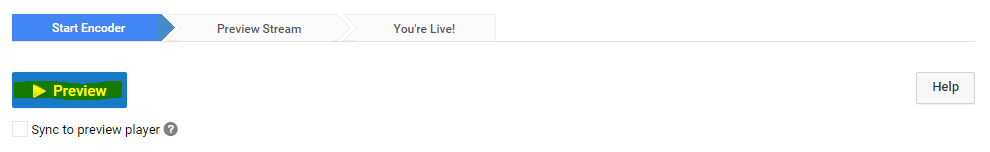 Start Encoder
Preview Stream
You're Live!
Preview
Help
Sync to preview player ?